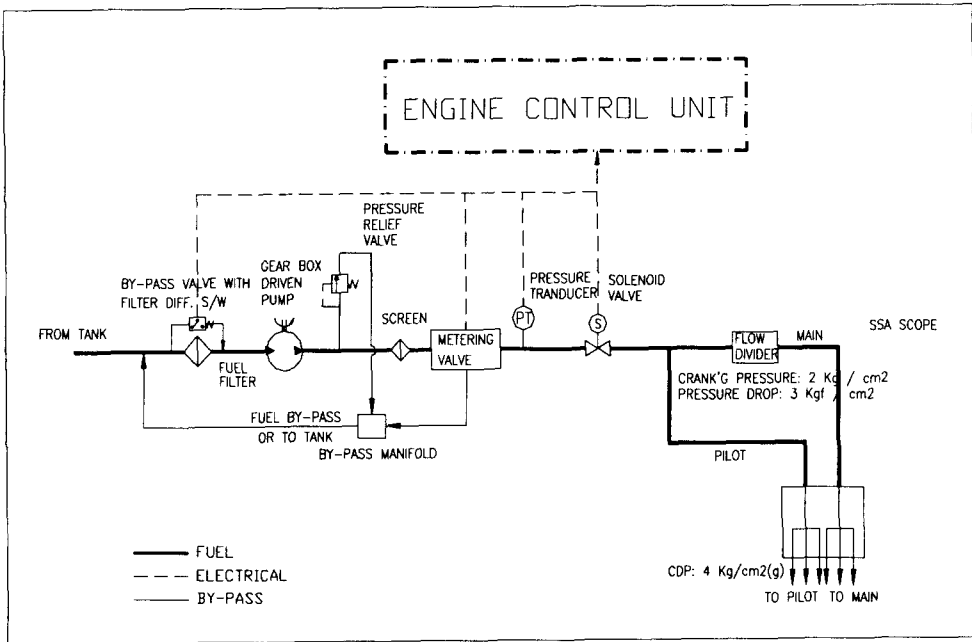 ENGINE CONTROL UNIT
PRESSURE
RELIEF
VALVE
GEAR BOX
DRIVEN
PUMP
BY-PASS VALVE WITH
FILTER DIFF. S/W
PRESSURE
TRANDUCER
SOLENOID
VALVE
PT
S
FROM TANK
SCREEN
FUEL
FILTER
METERING
VALVE
FLOW
DIVIDER
MAIN
SSA SCOPE
CRANK'G PRESSURE: 2 Kg / cm2
PRESSURE DROP: 3 Kgf / cm2
FUEL BY-PASS
OR TO TANK
BY-PASS MANIFOLD
PILOT
FUEL
ELECTRICAL
BY-PASS
CDP: 4 Kg/cm2(g)
TO PILOT TO MAIN